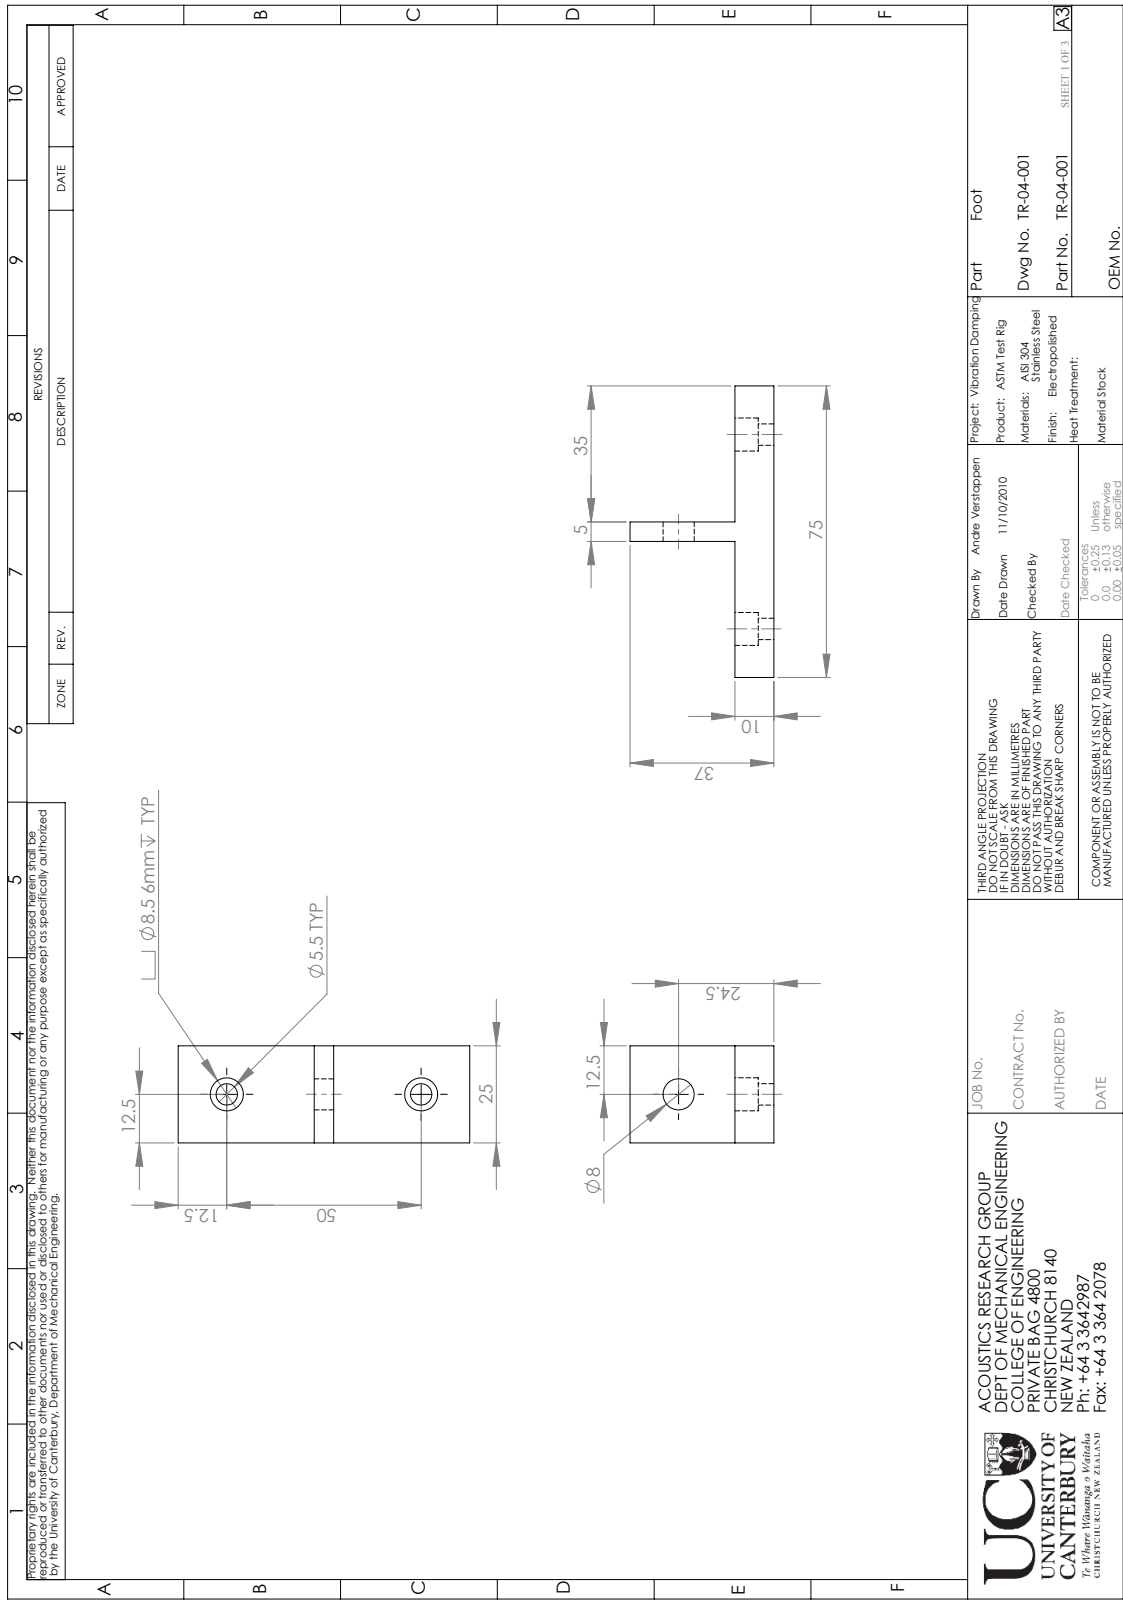 1 2 3 4 5 6 7 8 9 10
Proprietary rights are included in the information disclosed in this drawing. Neither this document nor the information disclosed herein shall be
reproduced or transferred to other documents nor used or disclosed to others for manufacturing or any purpose except as specifically authorized
by the University of Canterbury, Department of Mechanical Engineering.
REVISIONS
ZONE REV. DESCRIPTION DATE APPROVED
A
B
C
D
E
F
A
B
C
D
E
F
12.5
⌴ Ø8.5 6mm ↧ TYP
Ø5.5 TYP
12.5
50
25
Ø8
12.5
24.5
5
35
37
10
75
UC
UNIVERSITY OF
CANTERBURY
Te Whare Wānanga o Waitaha
CHRISTCHURCH NEW ZEALAND
ACOUSTICS RESEARCH GROUP
DEPT OF MECHANICAL ENGINEERING
COLLEGE OF ENGINEERING
PRIVATE BAG 4800
CHRISTCHURCH 8140
NEW ZEALAND
Ph: +64 3 3642987
Fax: +64 3 364 2078
JOB No.
CONTRACT No.
AUTHORIZED BY
DATE
THIRD ANGLE PROJECTION
DO NOT SCALE FROM THIS DRAWING
IF IN DOUBT - ASK
DIMENSIONS ARE IN MILLIMETRES
DIMENSIONS ARE OF FINISHED PART
DO NOT PASS THIS DRAWING TO ANY THIRD PARTY
WITHOUT AUTHORIZATION
DEBUR AND BREAK SHARP CORNERS
COMPONENT OR ASSEMBLY IS NOT TO BE
MANUFACTURED UNLESS PROPERLY AUTHORIZED
Drawn By Andre Verstappen
Date Drawn 11/10/2010
Checked By
Date Checked
Tolerances
0 ±0.25 Unless
0.0 ±0.13 otherwise
0.00 ±0.05 specified
Project: Vibration Damping
Product: ASTM Test Rig
Materials: AISI 304
Stainless Steel
Finish: Electropolished
Heat Treatment:
Material Stock
Part Foot
Dwg No. TR-04-001
Part No. TR-04-001
SHEET 1 OF 3
A3
OEM No.